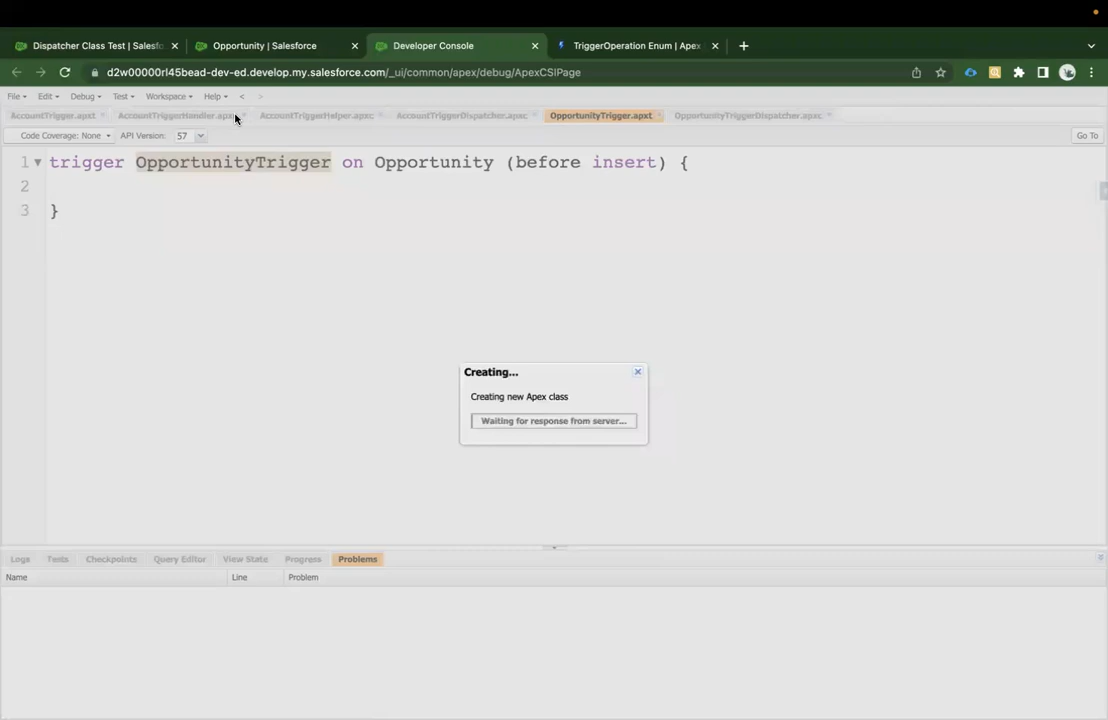 Dispatcher Class Test | Salesfo
Opportunity | Salesforce
Developer Console
TriggerOperation Enum | Apex
d2w00000rl45bead-dev-ed.develop.my.salesforce.com/_ui/common/apex/debug/ApexCSIPage
File Edit Debug Test Workspace Help < >
AccountTrigger.apxt
AccountTriggerHandler.apxc
AccountTriggerHelper.apxc
AccountTriggerDispatcher.apxc
OpportunityTrigger.apxt
OpportunityTriggerDispatcher.apxc
Code Coverage: None
API Version: 57
Go To
1 trigger OpportunityTrigger on Opportunity (before insert) {
2
3 }
Creating...
Creating new Apex class
Waiting for response from server...
Logs Tests Checkpoints Query Editor View State Progress Problems
Name Line Problem